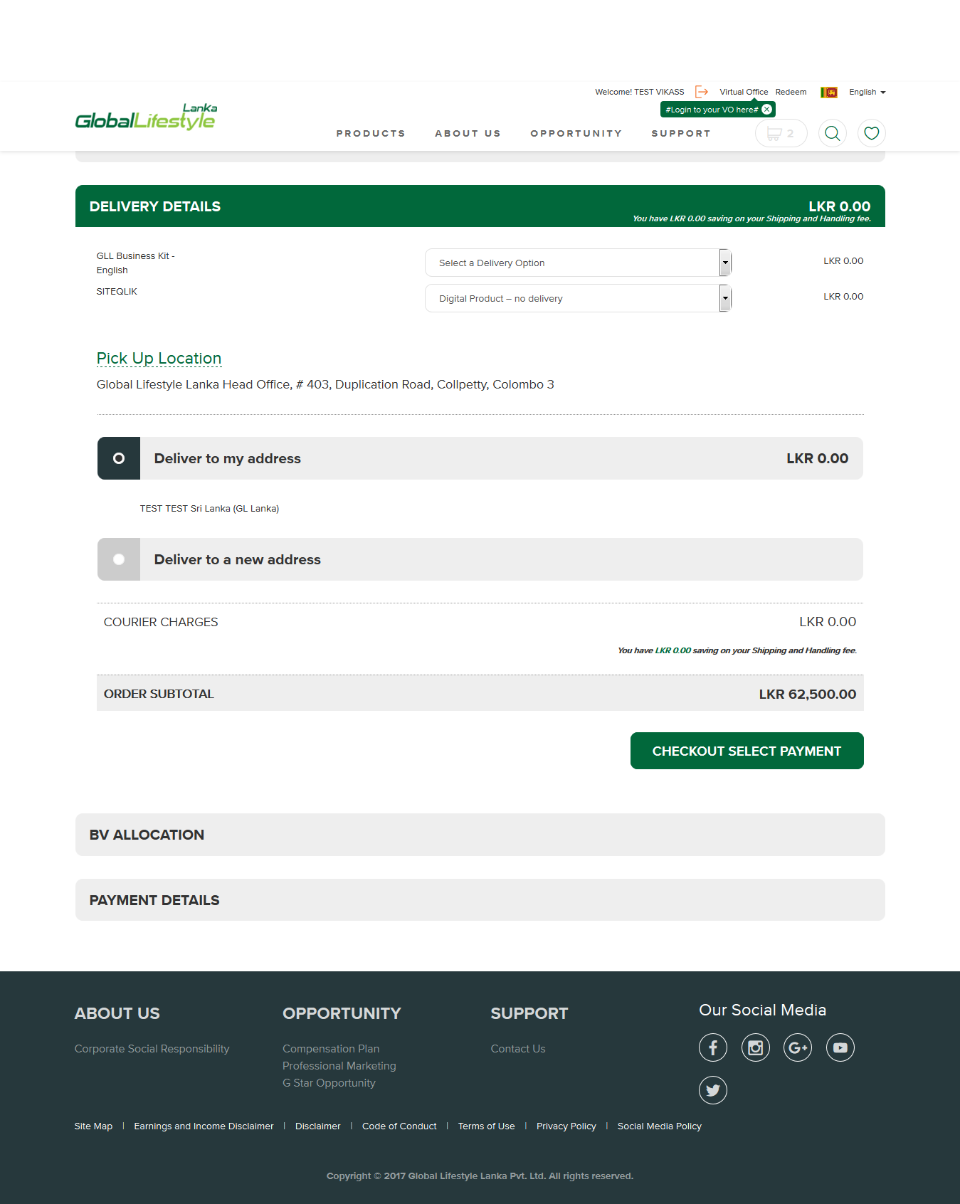 Welcome! TEST VIKASS Virtual Office Redeem English
#Login to your VO here#
Lanka
GlobalLifestyle
PRODUCTS ABOUT US OPPORTUNITY SUPPORT 2
DELIVERY DETAILS LKR 0.00
You have LKR 0.00 saving on your Shipping and Handling fee.
GLL Business Kit -
English
Select a Delivery Option LKR 0.00
SITEQLIK Digital Product – no delivery LKR 0.00
Pick Up Location
Global Lifestyle Lanka Head Office, # 403, Duplication Road, Collpetty, Colombo 3
Deliver to my address LKR 0.00
TEST TEST Sri Lanka (GL Lanka)
Deliver to a new address
COURIER CHARGES LKR 0.00
You have LKR 0.00 saving on your Shipping and Handling fee.
ORDER SUBTOTAL LKR 62,500.00
CHECKOUT SELECT PAYMENT
BV ALLOCATION
PAYMENT DETAILS
ABOUT US OPPORTUNITY SUPPORT Our Social Media
Corporate Social Responsibility Compensation Plan Contact Us
Professional Marketing
G Star Opportunity
Site Map | Earnings and Income Disclaimer | Disclaimer | Code of Conduct | Terms of Use | Privacy Policy | Social Media Policy
Copyright © 2017 Global Lifestyle Lanka Pvt. Ltd. All rights reserved.